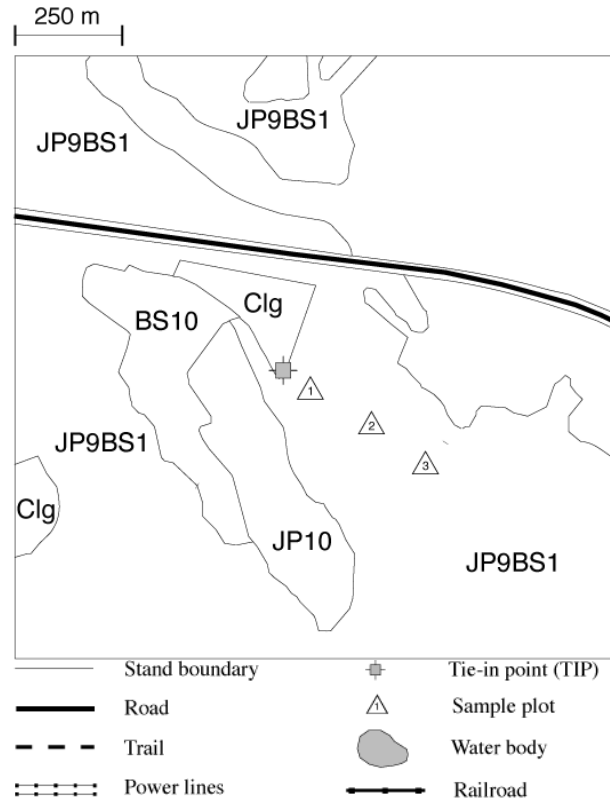 250 m
JP9BS1
JP9BS1
Clg
BS10
1
2
JP9BS1
3
Clg
JP10
JP9BS1
Stand boundary
Tie-in point (TIP)
Road
1
Sample plot
Trail
Water body
Power lines
Railroad